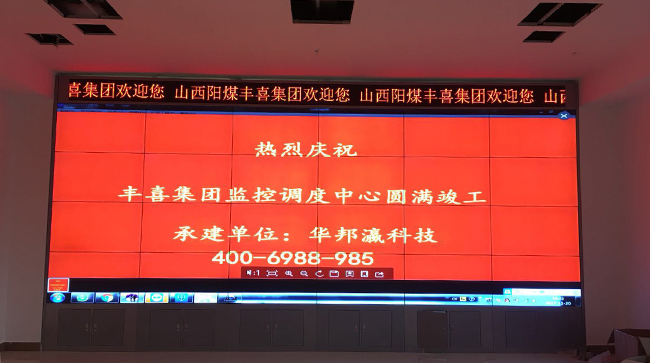 喜集团欢迎您 山西阳煤丰喜集团欢迎您 山西阳煤丰喜集团欢迎您 山西
热烈庆祝
丰喜集团监控调度中心圆满竣工
承建单位：华邦瀛科技
400-6988-985